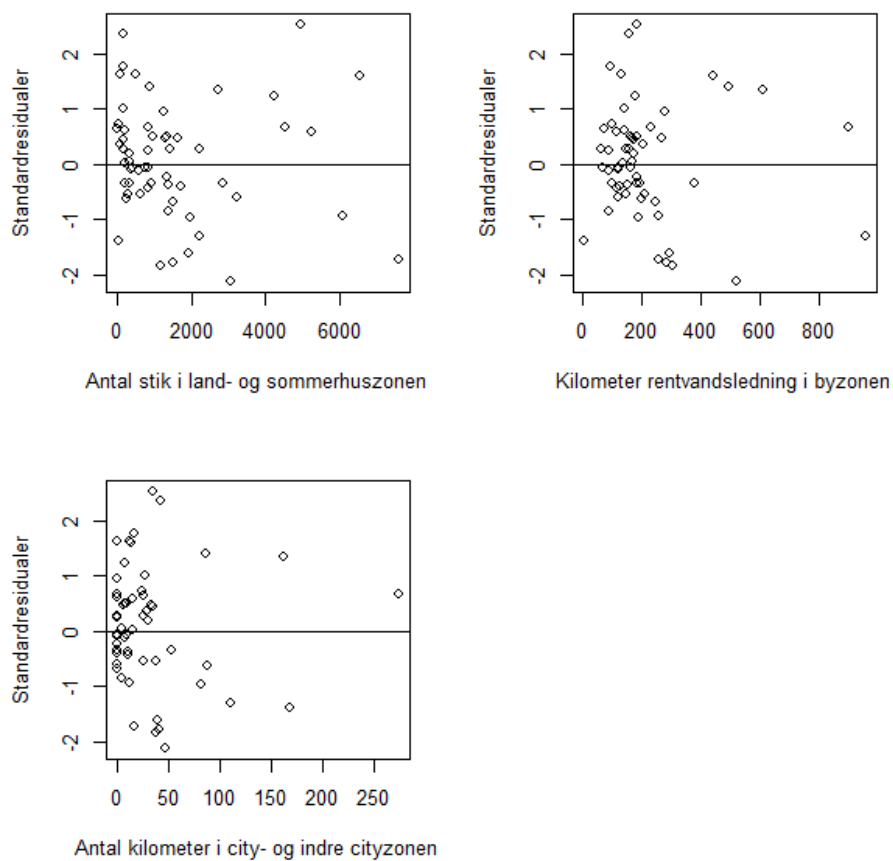 Standardresidualer
2
1
0
-1
-2
0 2000 4000 6000
Antal stik i land- og sommerhuszonen
Standardresidualer
2
1
0
-1
-2
0 200 400 600 800
Kilometer rentvandsledning i byzonen
Standardresidualer
2
1
0
-1
-2
0 50 100 150 200 250
Antal kilometer i city- og indre cityzonen